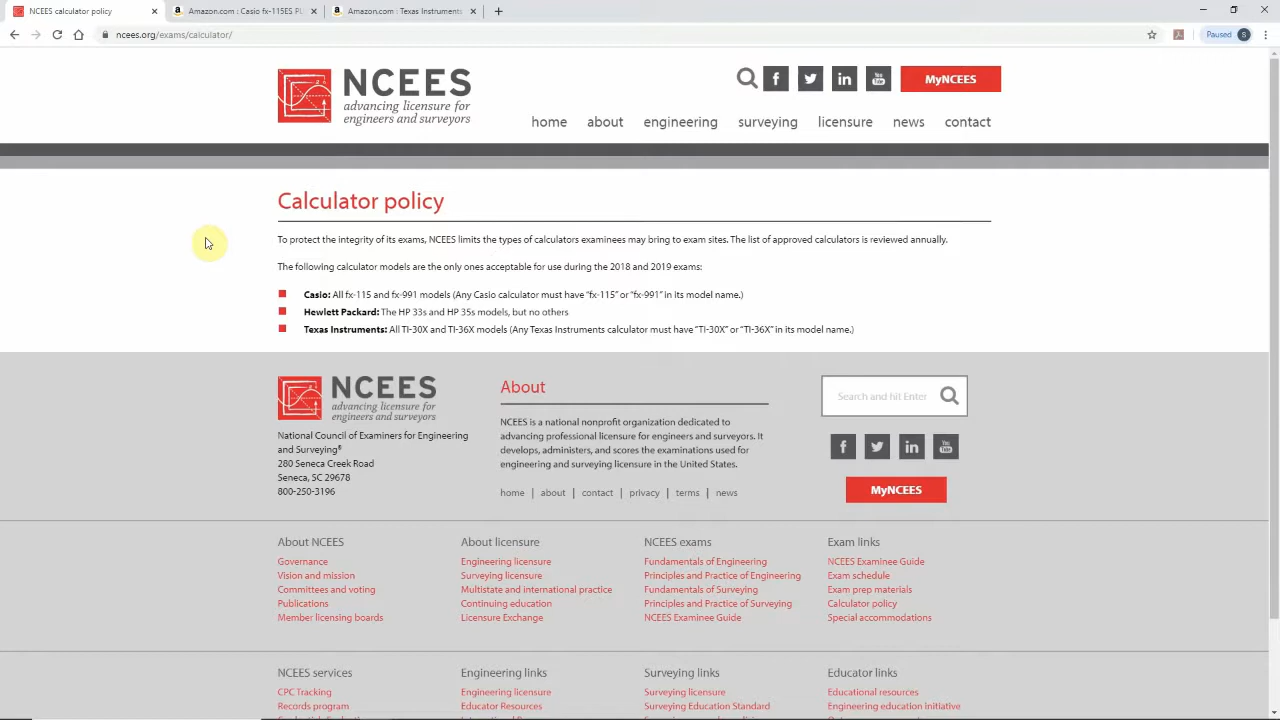 NCEES calculator policy
Amazon.com : Casio fx-115ES PL
Amazon.com : Texas Instruments
ncees.org/exams/calculator/
Paused
S
NCEES
advancing licensure for
engineers and surveyors
MyNCEES
home about engineering surveying licensure news contact
Calculator policy
To protect the integrity of its exams, NCEES limits the types of calculators examinees may bring to exam sites. The list of approved calculators is reviewed annually.
The following calculator models are the only ones acceptable for use during the 2018 and 2019 exams:
Casio: All fx-115 and fx-991 models (Any Casio calculator must have “fx-115” or “fx-991” in its model name.)
Hewlett Packard: The HP 33s and HP 35s models, but no others
Texas Instruments: All TI-30X and TI-36X models (Any Texas Instruments calculator must have “TI-30X” or “TI-36X” in its model name.)
NCEES
advancing licensure for
engineers and surveyors
National Council of Examiners for Engineering
and Surveying®
280 Seneca Creek Road
Seneca, SC 29678
800-250-3196
About
NCEES is a national nonprofit organization dedicated to
advancing professional licensure for engineers and surveyors. It
develops, administers, and scores the examinations used for
engineering and surveying licensure in the United States.
home | about | contact | privacy | terms | news
Search and hit Enter
MyNCEES
About NCEES
Governance
Vision and mission
Committees and voting
Publications
Member licensing boards
About licensure
Engineering licensure
Surveying licensure
Multistate and international practice
Continuing education
Licensure Exchange
NCEES exams
Fundamentals of Engineering
Principles and Practice of Engineering
Fundamentals of Surveying
Principles and Practice of Surveying
NCEES Examinee Guide
Exam links
NCEES Examinee Guide
Exam schedule
Exam prep materials
Calculator policy
Special accommodations
NCEES services
CPC Tracking
Records program
Engineering links
Engineering licensure
Educator Resources
Surveying links
Surveying licensure
Surveying Education Standard
Educator links
Educational resources
Engineering education initiative